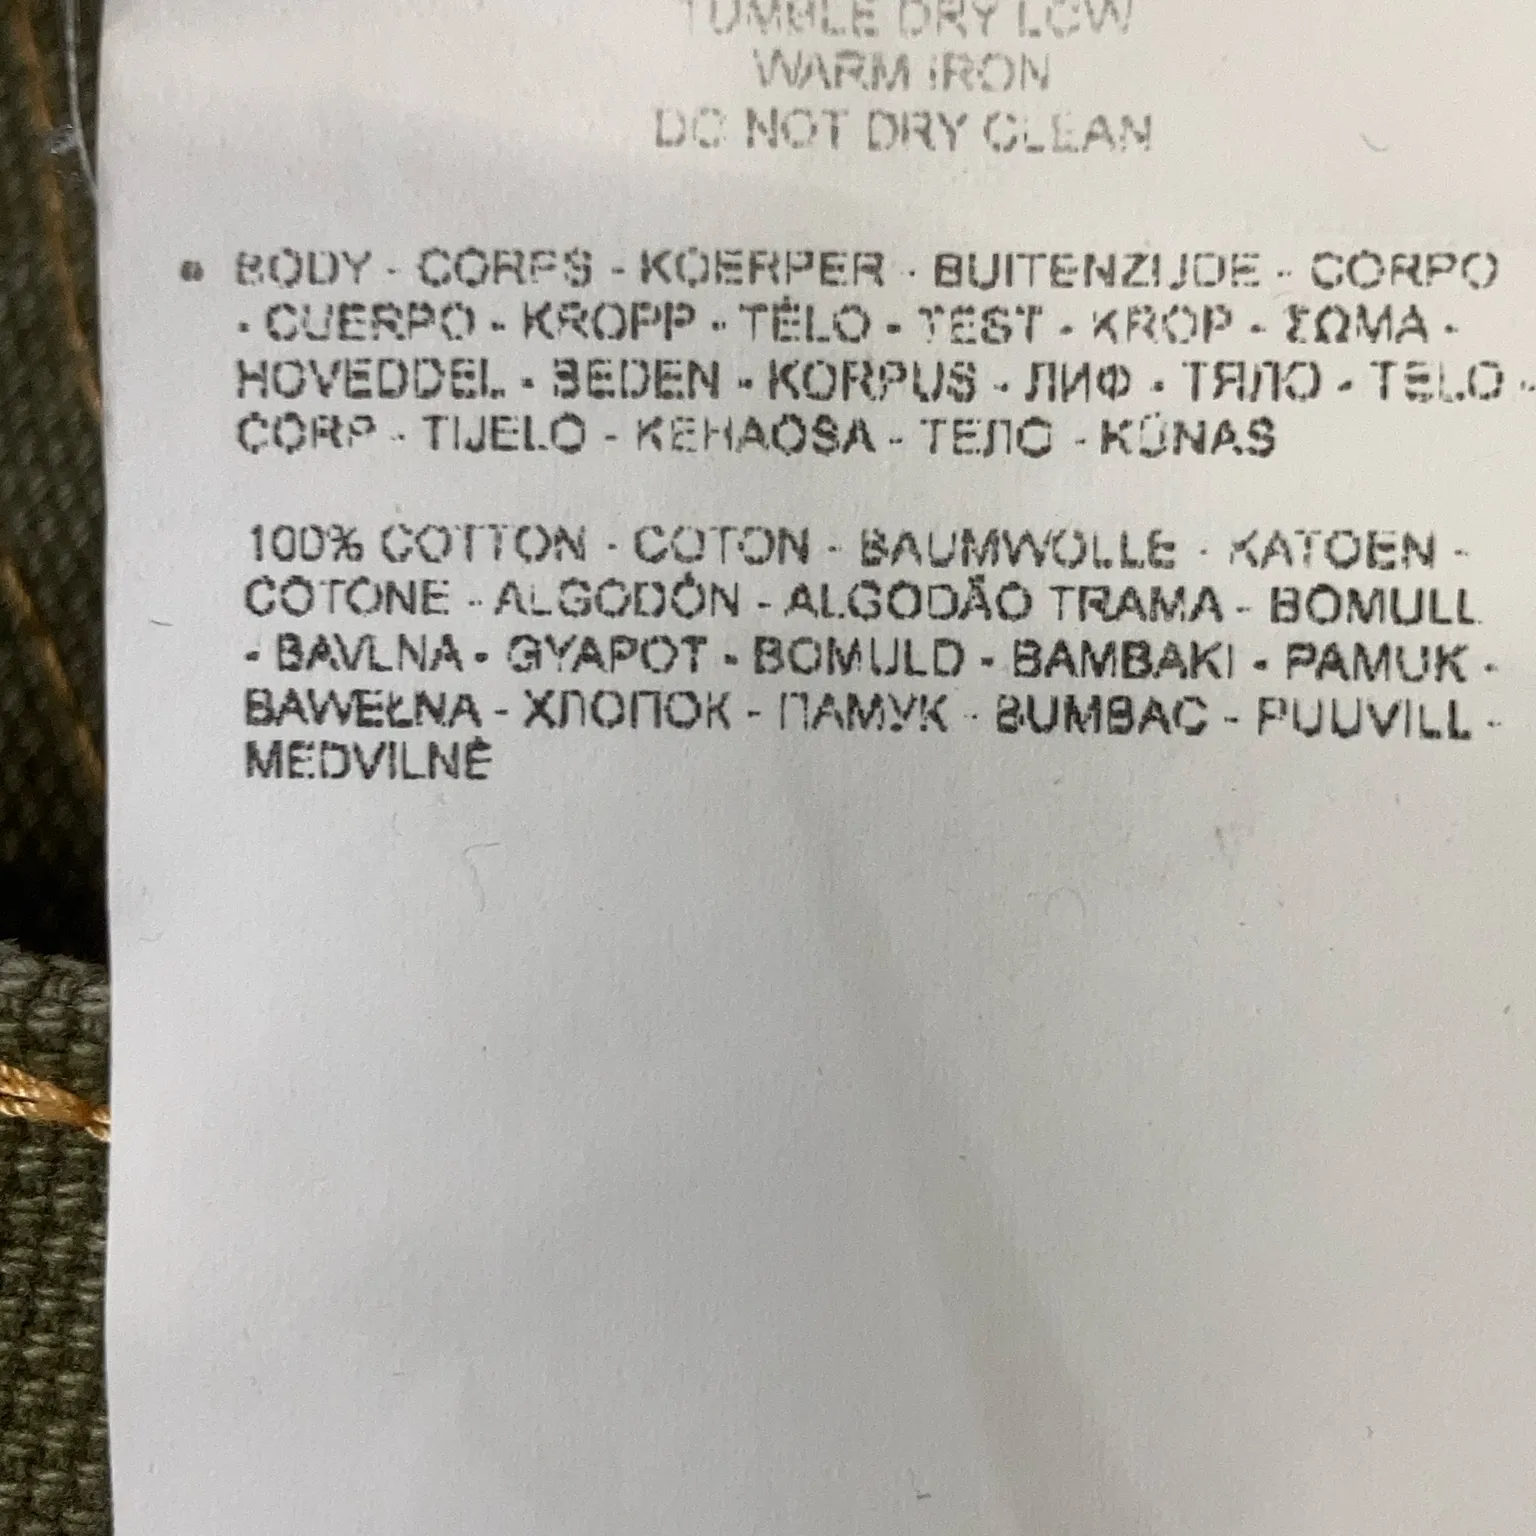 TUMBLE DRY LOW
WARM IRON
DO NOT DRY CLEAN
• BODY - CORPS - KOERPER - BUITENZIJDE - CORPO
- CUERPO - KROPP - TĚLO - TEST - KROP - ΣΩΜΑ -
HOVEDDEL - BEDEN - KORPUS - ЛИФ - ТЯЛО - TELO -
CORP - TIJELO - KEHAOSA - ТЕЛО - KŪNAS
100% COTTON - COTON - BAUMWOLLE - KATOEN -
COTONE - ALGODÓN - ALGODÃO TRAMA - BOMULL
- BAVLNA - GYAPOT - BOMULD - BAMBAKI - PAMUK -
BAWEŁNA - ХЛОПОК - ПАМУК - BUMBAC - PUUVILL -
MEDVILNĖ